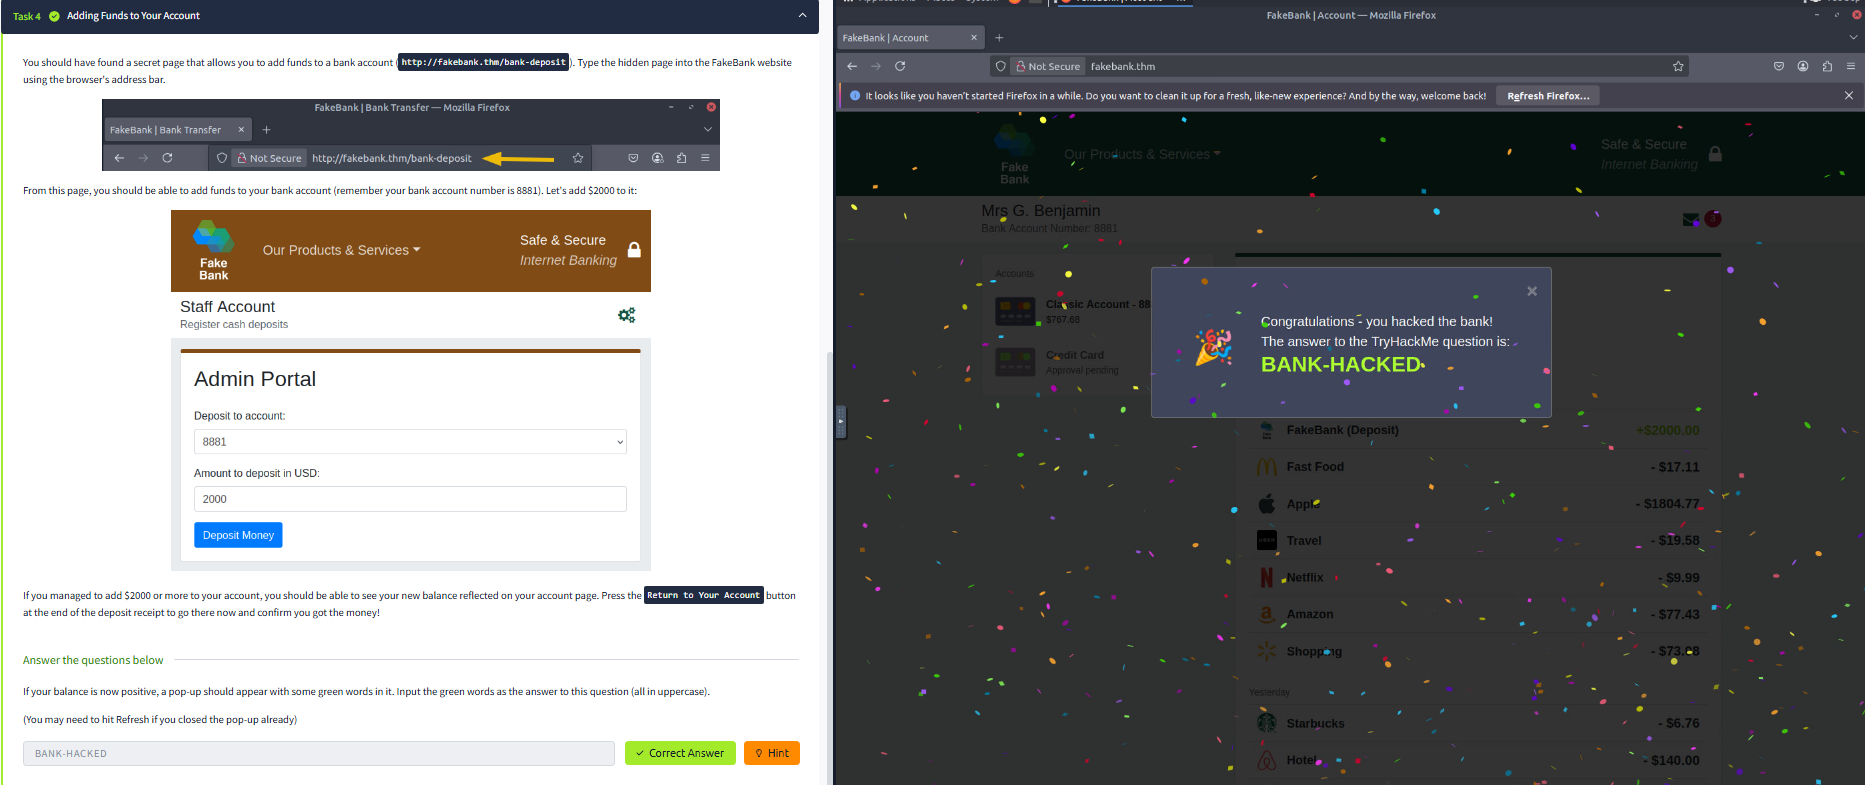 Task 4 Adding Funds to Your Account
You should have found a secret page that allows you to add funds to a bank account (http://fakebank.thm/bank-deposit). Type the hidden page into the FakeBank website
using the browser's address bar.
FakeBank | Bank Transfer — Mozilla Firefox
FakeBank | Bank Transfer
Not Secure http://fakebank.thm/bank-deposit
From this page, you should be able to add funds to your bank account (remember your bank account number is 8881). Let's add $2000 to it:
Fake
Bank
Our Products & Services
Safe & Secure
Internet Banking
Staff Account
Register cash deposits
Admin Portal
Deposit to account:
8881
Amount to deposit in USD:
2000
Deposit Money
If you managed to add $2000 or more to your account, you should be able to see your new balance reflected on your account page. Press the Return to Your Account button
at the end of the deposit receipt to go there now and confirm you got the money!
Answer the questions below
If your balance is now positive, a pop-up should appear with some green words in it. Input the green words as the answer to this question (all in uppercase).
(You may need to hit Refresh if you closed the pop-up already)
BANK-HACKED
Correct Answer
Hint
FakeBank | Account — Mozilla Firefox
FakeBank | Account
Not Secure fakebank.thm
It looks like you haven't started Firefox in a while. Do you want to clean it up for a fresh, like-new experience? And by the way, welcome back! Refresh Firefox...
Fake
Bank
Our Products & Services
Safe & Secure
Internet Banking
Mrs G. Benjamin
Bank Account Number: 8881
Accounts
Classic Account - 88
$767.68
Credit Card
Approval pending
Congratulations - you hacked the bank!
The answer to the TryHackMe question is:
BANK-HACKED
FakeBank (Deposit) +$2000.00
Fast Food - $17.11
Apple - $1804.77
Travel - $19.58
Netflix - $9.99
Amazon - $77.43
Shopping - $73.98
Yesterday
Starbucks - $6.76
Hotel - $140.00